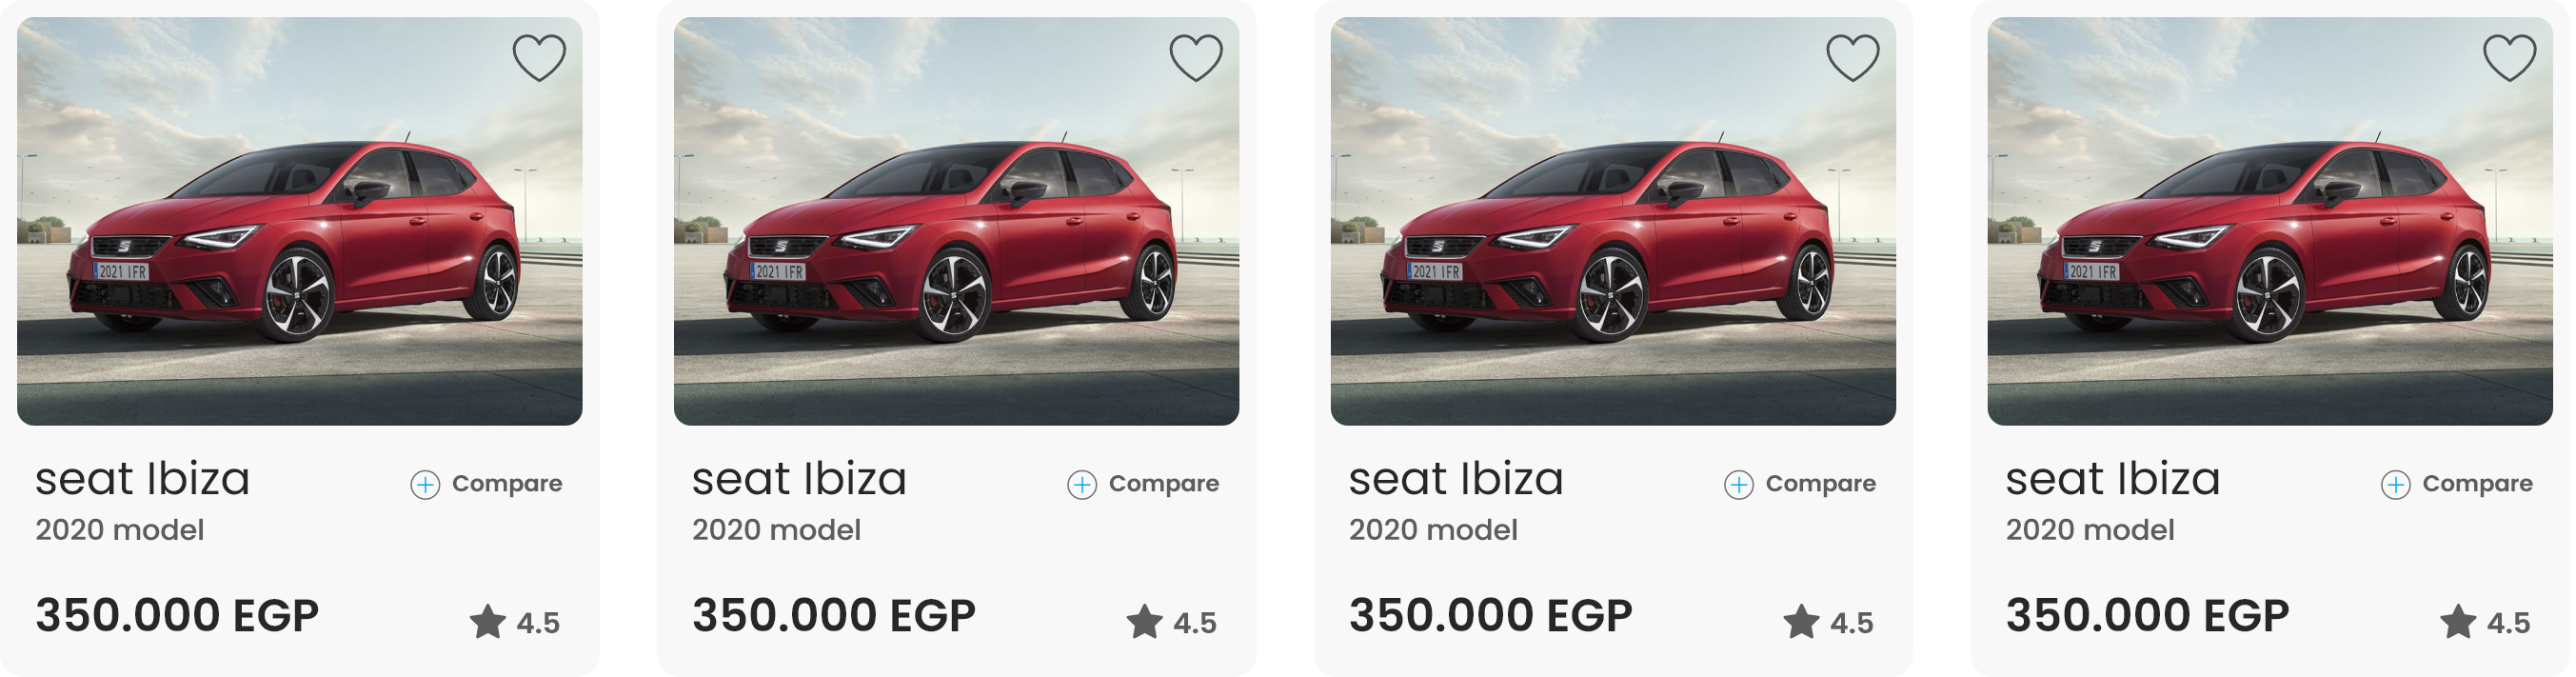 2021 IFR
seat Ibiza
Compare
2020 model
350.000 EGP
4.5
2021 IFR
seat Ibiza
Compare
2020 model
350.000 EGP
4.5
2021 IFR
seat Ibiza
Compare
2020 model
350.000 EGP
4.5
2021 IFR
seat Ibiza
Compare
2020 model
350.000 EGP
4.5